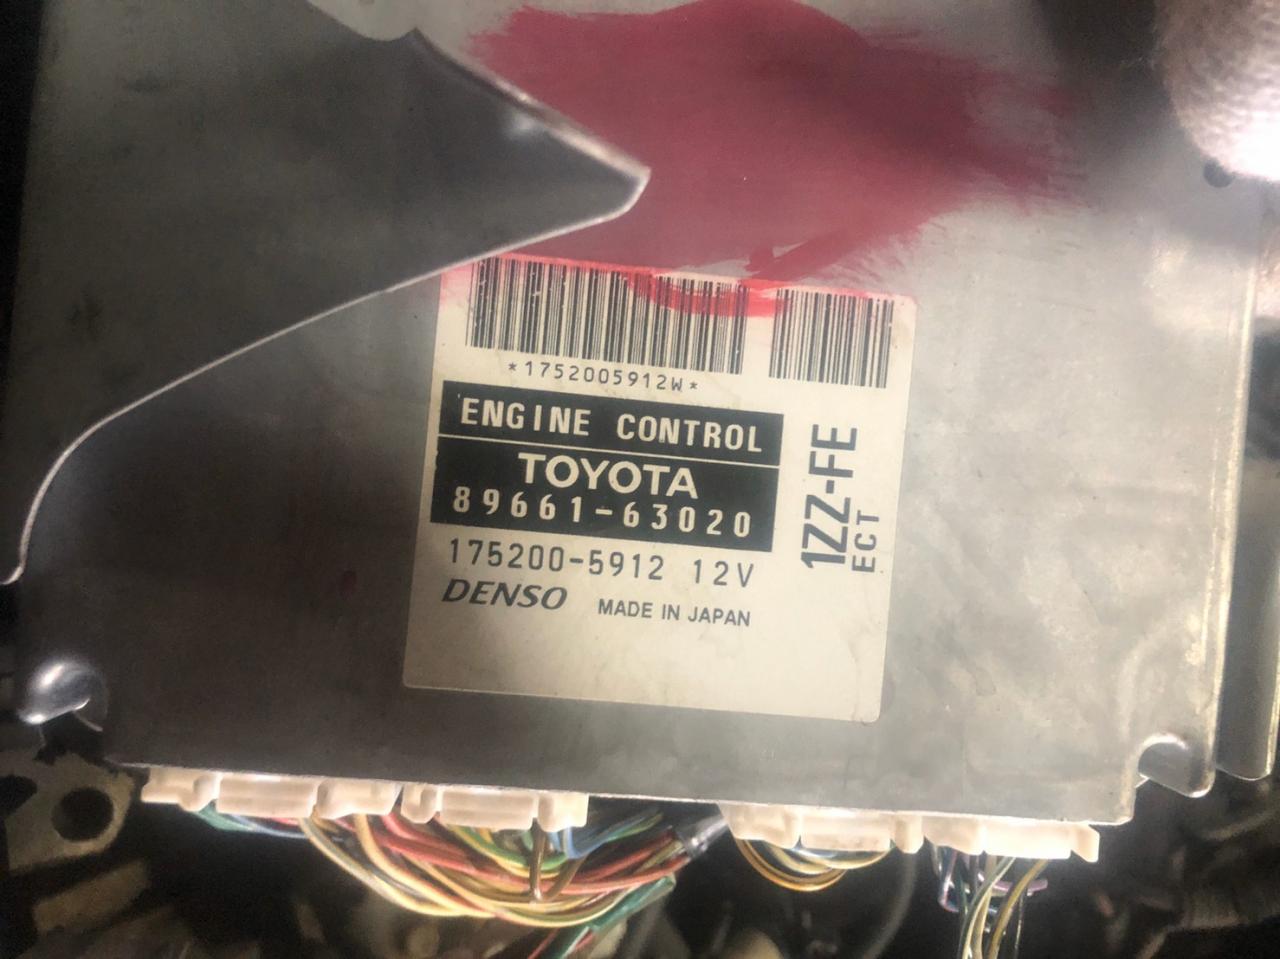 *1752005912W*
ENGINE CONTROL
TOYOTA
89661-63020
175200-5912 12V
DENSO MADE IN JAPAN
1ZZ-FE
ECT